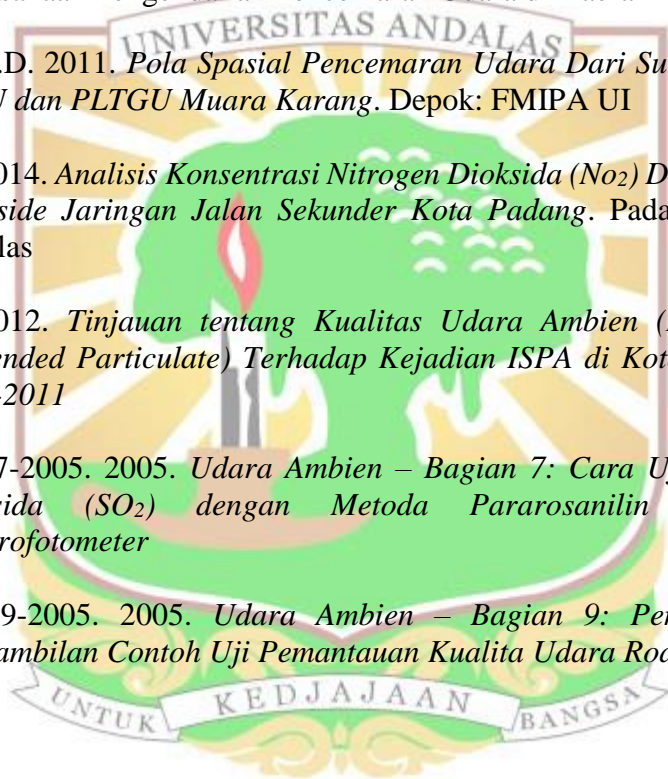 UNIVERSITAS ANDALAS
.D. 2011. Pola Spasial Pencemaran Udara Dari Su
dan PLTGU Muara Karang. Depok: FMIPA UI
014. Analisis Konsentrasi Nitrogen Dioksida (No2) D
side Jaringan Jalan Sekunder Kota Padang. Pada
las
012. Tinjauan tentang Kualitas Udara Ambien (
ended Particulate) Terhadap Kejadian ISPA di Kot
-2011
7-2005. 2005. Udara Ambien – Bagian 7: Cara U
sida (SO2) dengan Metoda Pararosanilin
rofotometer
9-2005. 2005. Udara Ambien – Bagian 9: Pen
ambilan Contoh Uji Pemantauan Kualita Udara Roa
UNTUK KEDJAJAAN BANGSA